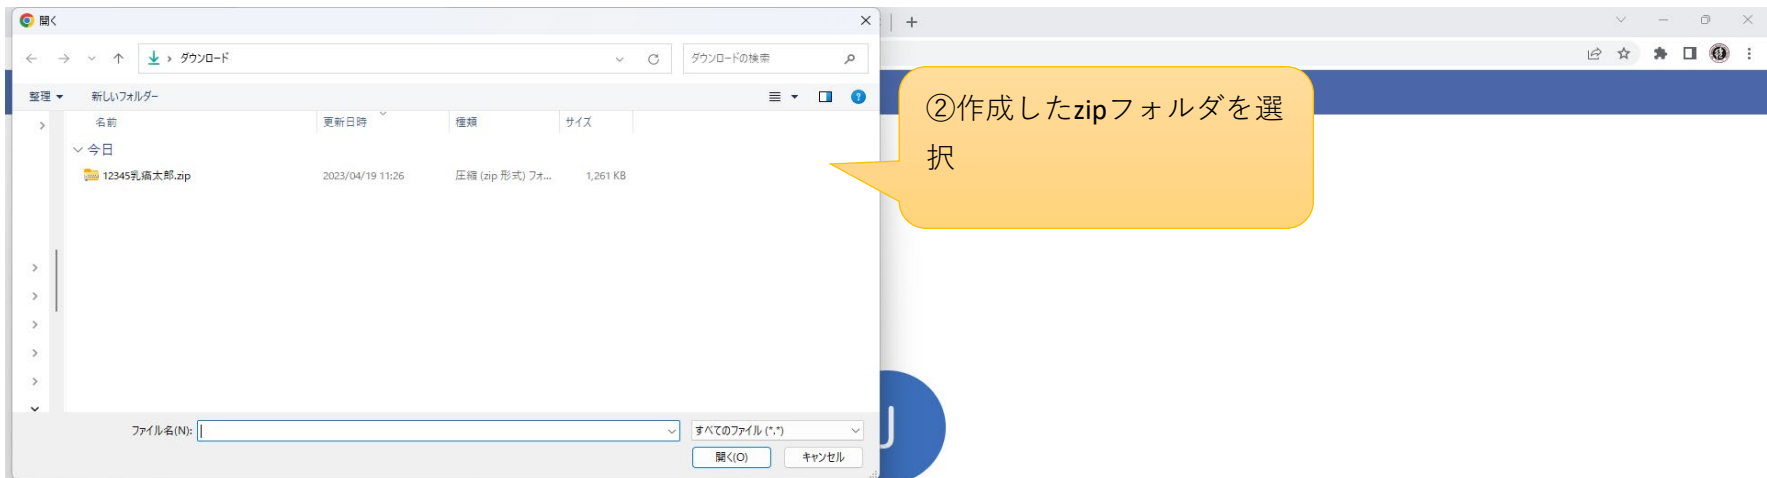 開く
ダウンロード
ダウンロードの検索
整理 新しいフォルダー
名前 更新日時 種類 サイズ
今日
12345乳癌太郎.zip 2023/04/19 11:26 圧縮 (zip 形式) フォ... 1,261 KB
②作成したzipフォルダを選
択
ファイル名(N):
すべてのファイル (*.*)
開く(O) キャンセル